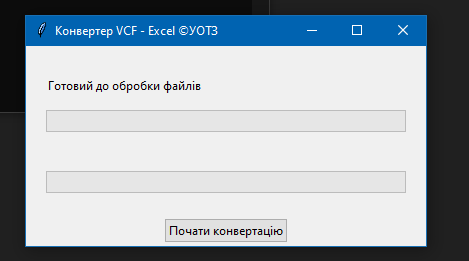 Конвертер VCF - Excel ©УОТЗ
Готовий до обробки файлів
Почати конвертацію